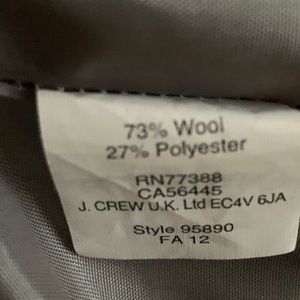 73% Wool
27% Polyester
RN77388
CA56445
J. CREW U.K. Ltd EC4V 6JA
Style 95890
FA 12